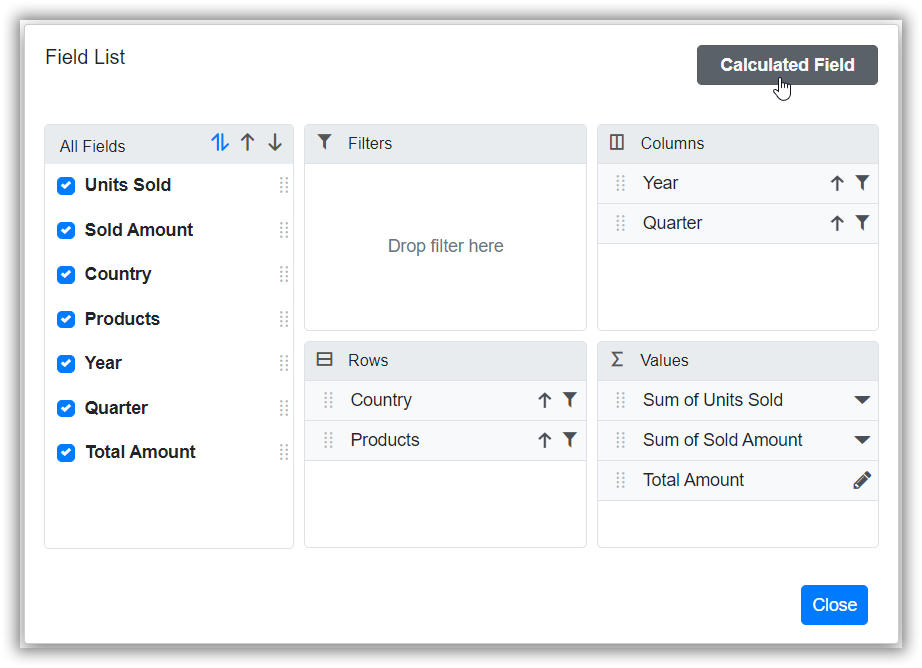 Field List
Calculated Field
All Fields
Units Sold
Sold Amount
Country
Products
Year
Quarter
Total Amount
Filters
Drop filter here
Columns
Year
Quarter
Rows
Country
Products
Values
Sum of Units Sold
Sum of Sold Amount
Total Amount
Close